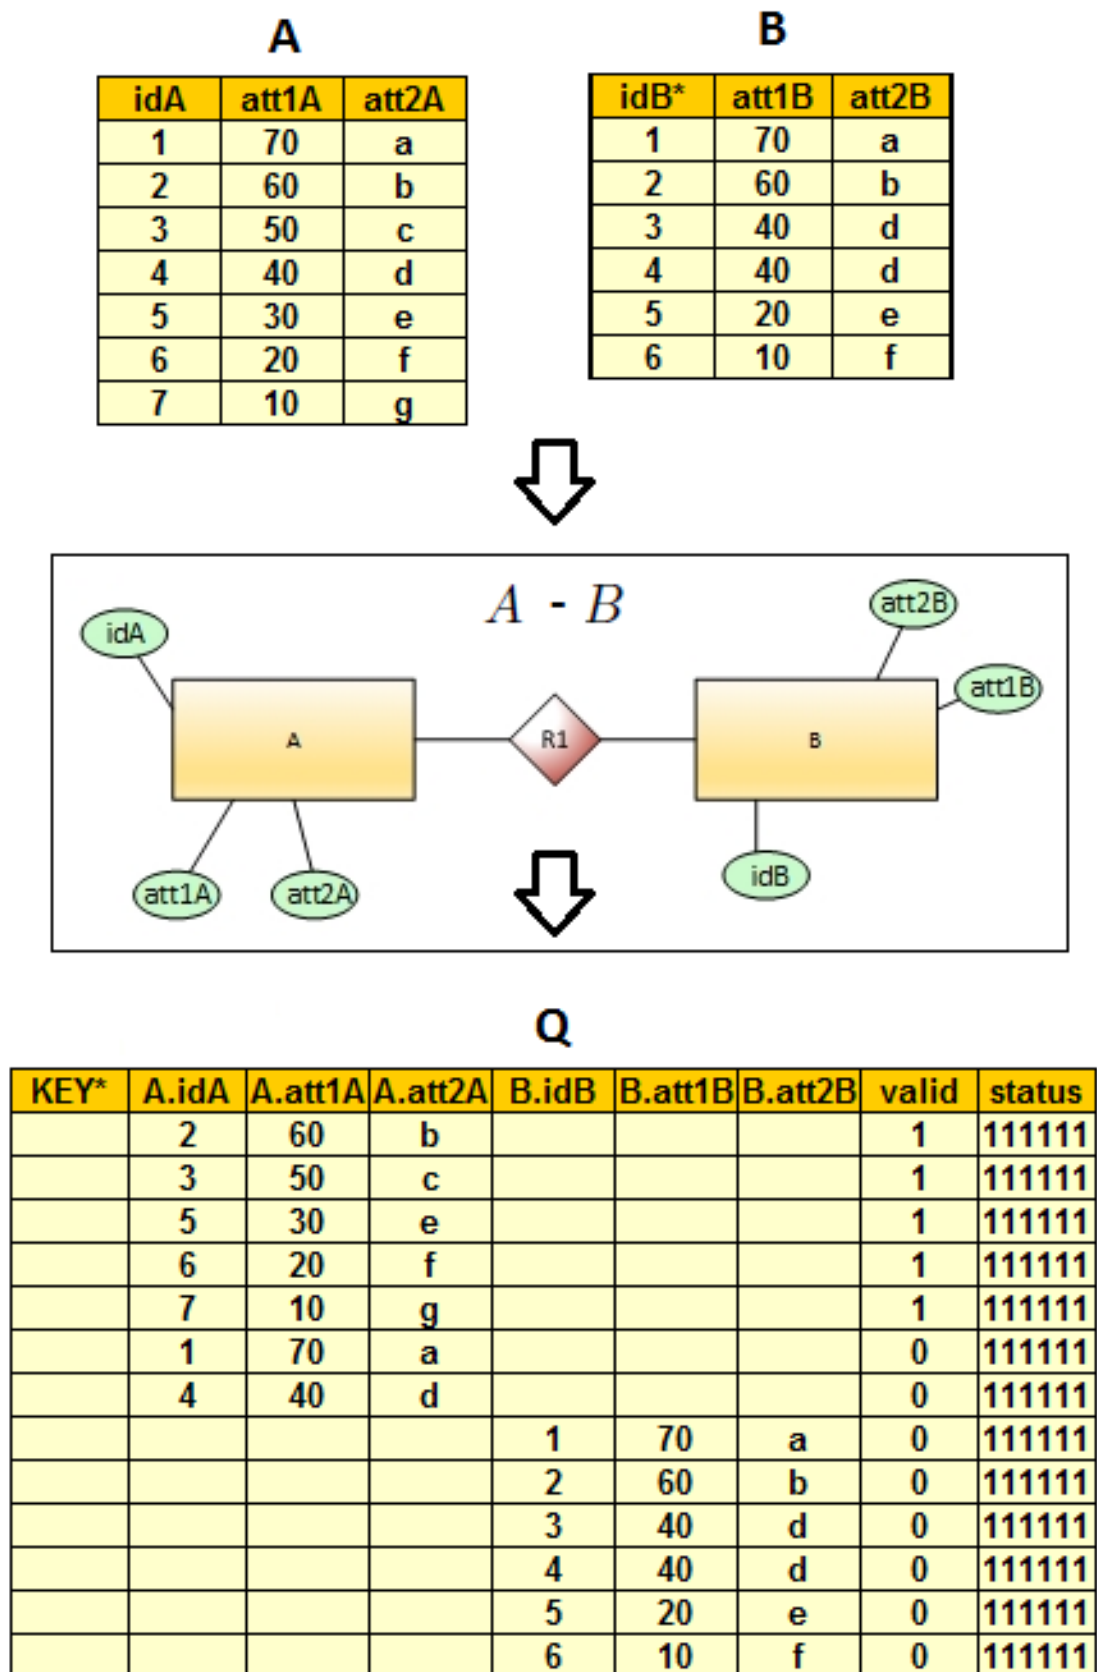 A
B
idA att1A att2A
1 70 a
2 60 b
3 50 c
4 40 d
5 30 e
6 20 f
7 10 g
idB* att1B att2B
1 70 a
2 60 b
3 40 d
4 40 d
5 20 e
6 10 f
A - B
att2B
idA
att1B
A
R1
B
att1A
att2A
idB
Q
KEY* A.idA A.att1A A.att2A B.idB B.att1B B.att2B valid status
2 60 b 1 111111
3 50 c 1 111111
5 30 e 1 111111
6 20 f 1 111111
7 10 g 1 111111
1 70 a 0 111111
4 40 d 0 111111
1 70 a 0 111111
2 60 b 0 111111
3 40 d 0 111111
4 40 d 0 111111
5 20 e 0 111111
6 10 f 0 111111